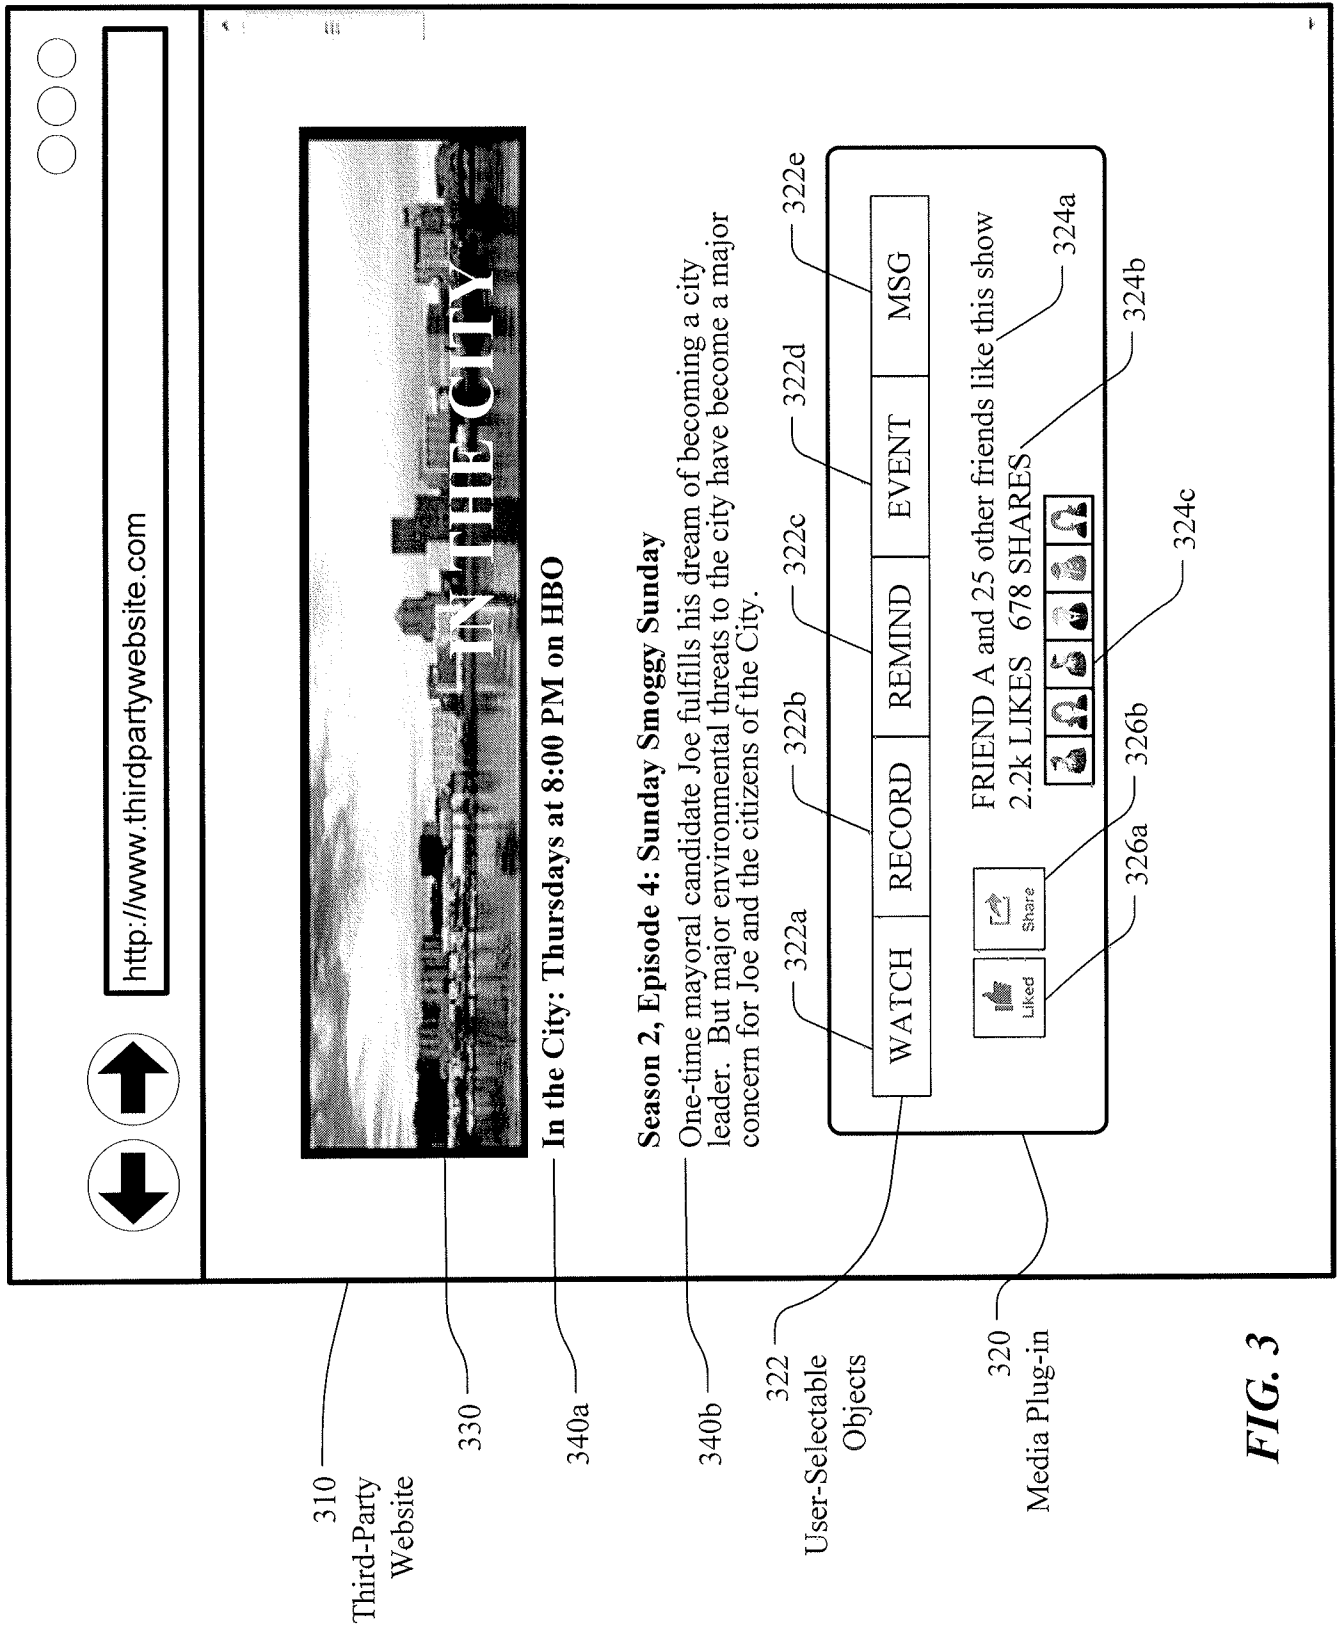 http://www.thirdpartywebsite.com
IN THE CITY
In the City: Thursdays at 8:00 PM on HBO
Season 2, Episode 4: Sunday Smoggy Sunday
One-time mayoral candidate Joe fulfills his dream of becoming a city
leader. But major environmental threats to the city have become a major
concern for Joe and the citizens of the City.
322a 322b 322c 322d 322e
WATCH RECORD REMIND EVENT MSG
Liked Share
FRIEND A and 25 other friends like this show
2.2k LIKES 678 SHARES
324a
324b
324c
326b
326a
310
Third-Party
Website
330
340a
340b
322
User-Selectable
Objects
320
Media Plug-in
FIG. 3